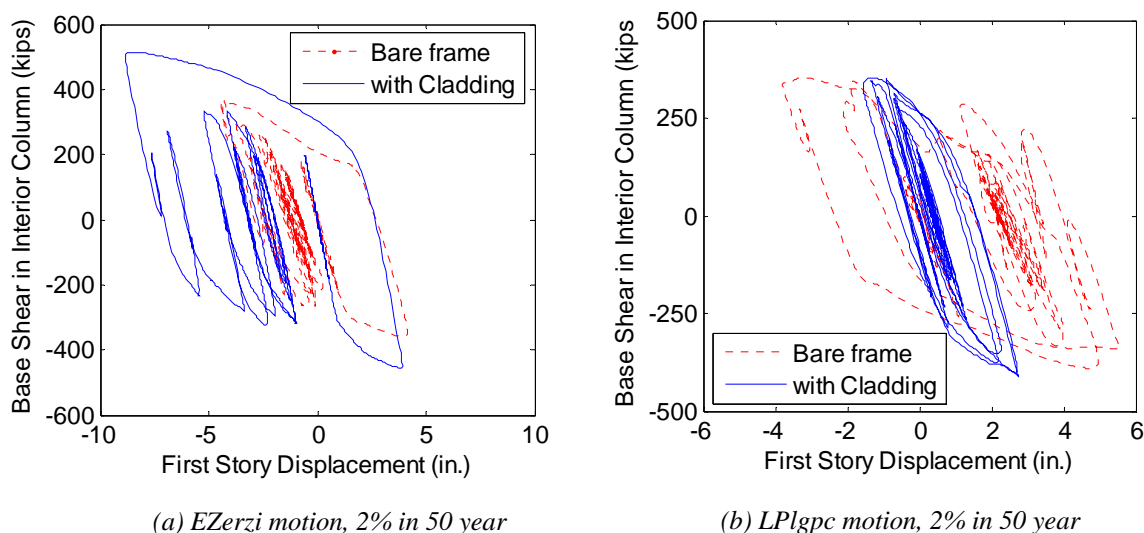 600
400
200
0
-200
-400
-600
-10
-5
0
5
10
Base Shear in Interior Column (kips)
First Story Displacement (in.)
Bare frame
with Cladding
(a) EZerzi motion, 2% in 50 year
500
250
0
-250
-500
-6
-4
-2
0
2
4
6
Base Shear in Interior Column (kips
First Story Displacement (in.)
Bare frame
with Cladding
(b) LPlgpc motion, 2% in 50 year